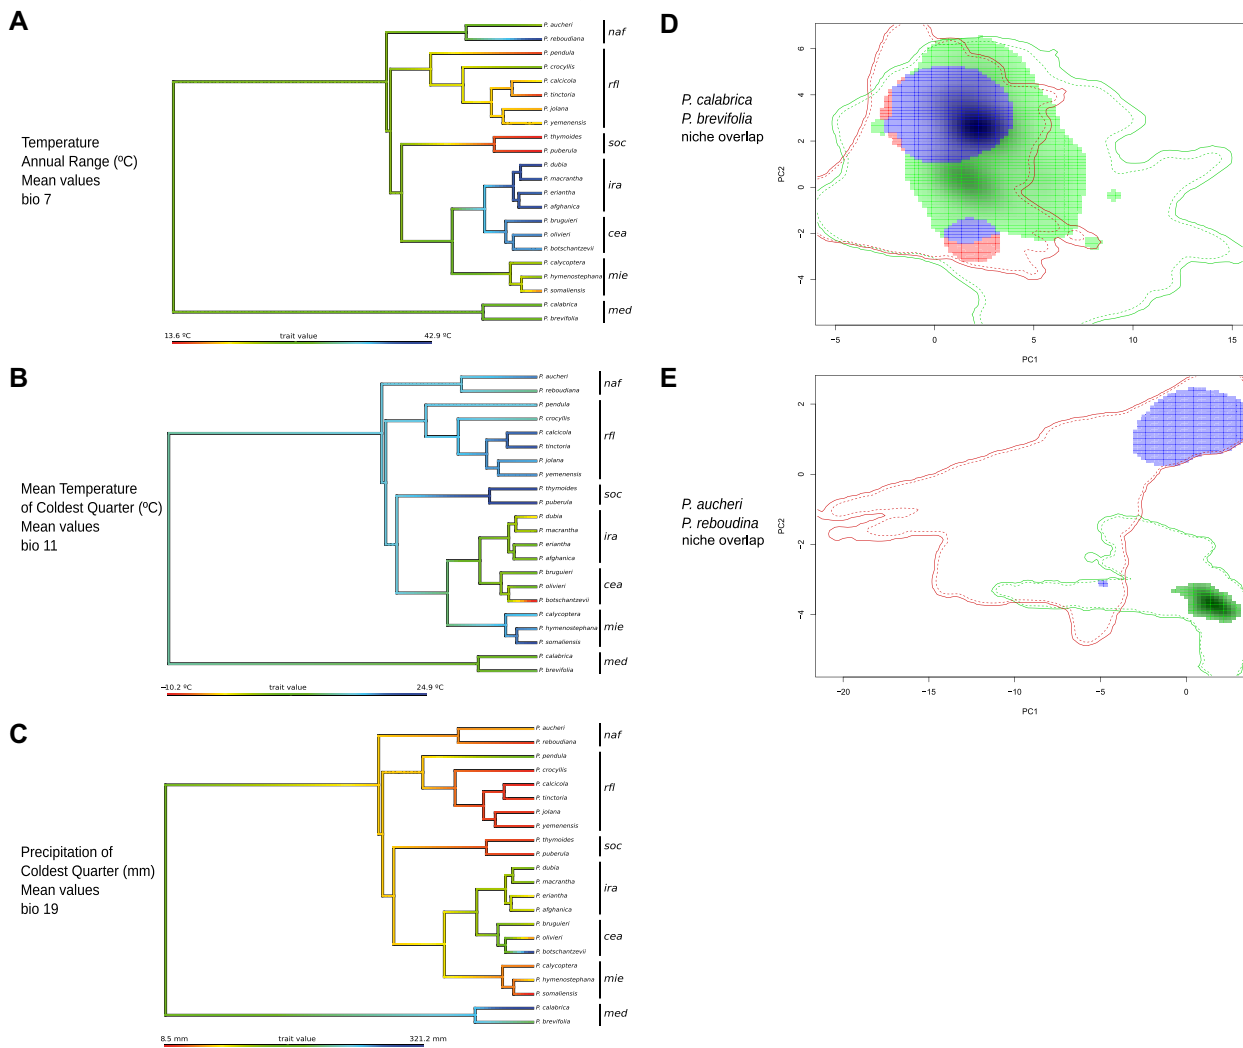 A
Temperature
Annual Range (ºC)
Mean values
bio 7
P. aucheri
P. reboudiana
P. pendula
P. crocyllis
P. calcicola
P. tinctoria
P. jolana
P. yemenensis
P. thymoides
P. puberula
P. dubia
P. macrantha
P. eriantha
P. afghanica
P. bruguieri
P. olivieri
P. botschantzevii
P. calycoptera
P. hymenostephana
P. somaliensis
P. calabrica
P. brevifolia
naf
rfl
soc
ira
cea
mie
med
13.6 ºC trait value 42.9 ºC
B
Mean Temperature
of Coldest Quarter (ºC)
Mean values
bio 11
P. aucheri
P. reboudiana
P. pendula
P. crocyllis
P. calcicola
P. tinctoria
P. jolana
P. yemenensis
P. thymoides
P. puberula
P. dubia
P. macrantha
P. eriantha
P. afghanica
P. bruguieri
P. olivieri
P. botschantzevii
P. calycoptera
P. hymenostephana
P. somaliensis
P. calabrica
P. brevifolia
naf
rfl
soc
ira
cea
mie
med
−10.2 ºC trait value 24.9 ºC
C
Precipitation of
Coldest Quarter (mm)
Mean values
bio 19
P. aucheri
P. reboudiana
P. pendula
P. crocyllis
P. calcicola
P. tinctoria
P. jolana
P. yemenensis
P. thymoides
P. puberula
P. dubia
P. macrantha
P. eriantha
P. afghanica
P. bruguieri
P. olivieri
P. botschantzevii
P. calycoptera
P. hymenostephana
P. somaliensis
P. calabrica
P. brevifolia
naf
rfl
soc
ira
cea
mie
med
8.5 mm trait value 321.2 mm
D
P. calabrica
P. brevifolia
niche overlap
PC2
6
4
2
0
−2
−4
−5 0 5 10 15
PC1
E
P. aucheri
P. reboudina
niche overlap
PC2
2
0
−2
−4
−20 −15 −10 −5 0
PC1